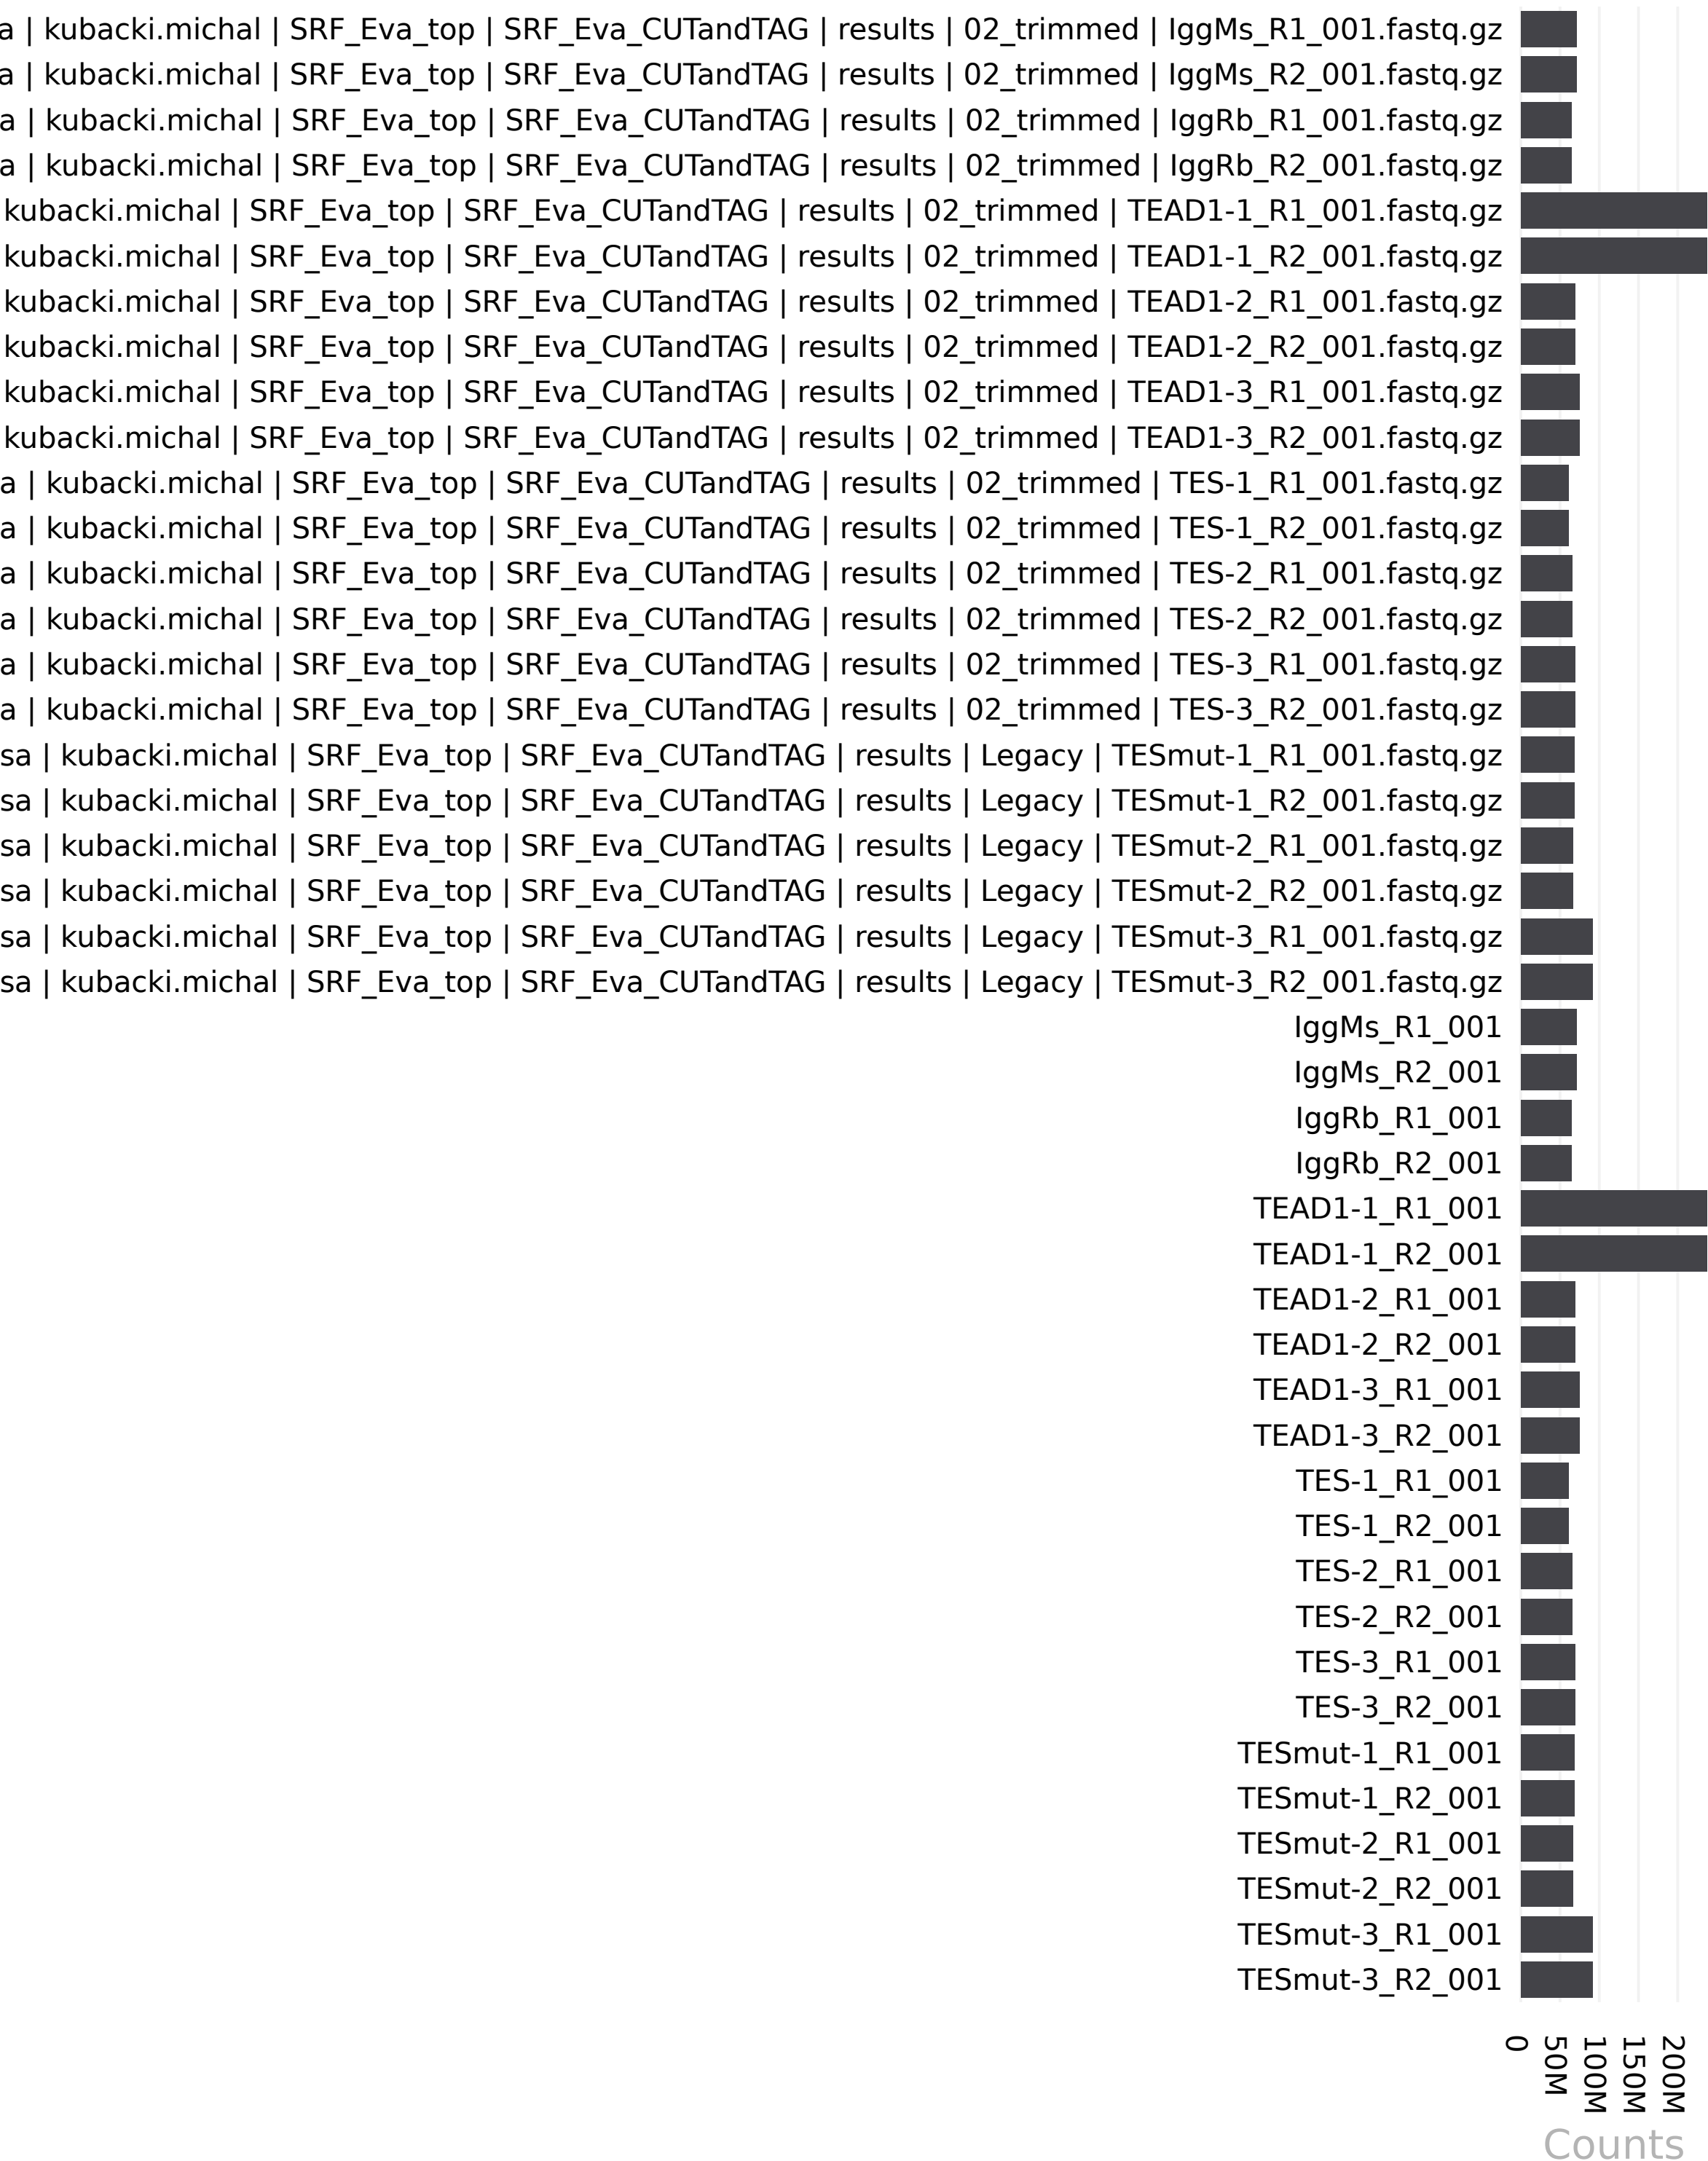 a | kubacki.michal | SRF_Eva_top | SRF_Eva_CUTandTAG | results | 02_trimmed | IggMs_R1_001.fastq.gz
a | kubacki.michal | SRF_Eva_top | SRF_Eva_CUTandTAG | results | 02_trimmed | IggMs_R2_001.fastq.gz
a | kubacki.michal | SRF_Eva_top | SRF_Eva_CUTandTAG | results | 02_trimmed | IggRb_R1_001.fastq.gz
a | kubacki.michal | SRF_Eva_top | SRF_Eva_CUTandTAG | results | 02_trimmed | IggRb_R2_001.fastq.gz
kubacki.michal | SRF_Eva_top | SRF_Eva_CUTandTAG | results | 02_trimmed | TEAD1-1_R1_001.fastq.gz
kubacki.michal | SRF_Eva_top | SRF_Eva_CUTandTAG | results | 02_trimmed | TEAD1-1_R2_001.fastq.gz
kubacki.michal | SRF_Eva_top | SRF_Eva_CUTandTAG | results | 02_trimmed | TEAD1-2_R1_001.fastq.gz
kubacki.michal | SRF_Eva_top | SRF_Eva_CUTandTAG | results | 02_trimmed | TEAD1-2_R2_001.fastq.gz
kubacki.michal | SRF_Eva_top | SRF_Eva_CUTandTAG | results | 02_trimmed | TEAD1-3_R1_001.fastq.gz
kubacki.michal | SRF_Eva_top | SRF_Eva_CUTandTAG | results | 02_trimmed | TEAD1-3_R2_001.fastq.gz
a | kubacki.michal | SRF_Eva_top | SRF_Eva_CUTandTAG | results | 02_trimmed | TES-1_R1_001.fastq.gz
a | kubacki.michal | SRF_Eva_top | SRF_Eva_CUTandTAG | results | 02_trimmed | TES-1_R2_001.fastq.gz
a | kubacki.michal | SRF_Eva_top | SRF_Eva_CUTandTAG | results | 02_trimmed | TES-2_R1_001.fastq.gz
a | kubacki.michal | SRF_Eva_top | SRF_Eva_CUTandTAG | results | 02_trimmed | TES-2_R2_001.fastq.gz
a | kubacki.michal | SRF_Eva_top | SRF_Eva_CUTandTAG | results | 02_trimmed | TES-3_R1_001.fastq.gz
a | kubacki.michal | SRF_Eva_top | SRF_Eva_CUTandTAG | results | 02_trimmed | TES-3_R2_001.fastq.gz
sa | kubacki.michal | SRF_Eva_top | SRF_Eva_CUTandTAG | results | Legacy | TESmut-1_R1_001.fastq.gz
sa | kubacki.michal | SRF_Eva_top | SRF_Eva_CUTandTAG | results | Legacy | TESmut-1_R2_001.fastq.gz
sa | kubacki.michal | SRF_Eva_top | SRF_Eva_CUTandTAG | results | Legacy | TESmut-2_R1_001.fastq.gz
sa | kubacki.michal | SRF_Eva_top | SRF_Eva_CUTandTAG | results | Legacy | TESmut-2_R2_001.fastq.gz
sa | kubacki.michal | SRF_Eva_top | SRF_Eva_CUTandTAG | results | Legacy | TESmut-3_R1_001.fastq.gz
sa | kubacki.michal | SRF_Eva_top | SRF_Eva_CUTandTAG | results | Legacy | TESmut-3_R2_001.fastq.gz
IggMs_R1_001
IggMs_R2_001
IggRb_R1_001
IggRb_R2_001
TEAD1-1_R1_001
TEAD1-1_R2_001
TEAD1-2_R1_001
TEAD1-2_R2_001
TEAD1-3_R1_001
TEAD1-3_R2_001
TES-1_R1_001
TES-1_R2_001
TES-2_R1_001
TES-2_R2_001
TES-3_R1_001
TES-3_R2_001
TESmut-1_R1_001
TESmut-1_R2_001
TESmut-2_R1_001
TESmut-2_R2_001
TESmut-3_R1_001
TESmut-3_R2_001
0
50M
100M
150M
200M
Counts